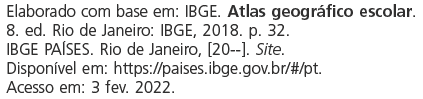 Elaborado com base em: IBGE. Atlas geográfico escolar.
8. ed. Rio de Janeiro: IBGE, 2018. p. 32.
IBGE PAÍSES. Rio de Janeiro, [20--]. Site.
Disponível em: https://paises.ibge.gov.br/#/pt.
Acesso em: 3 fev. 2022.